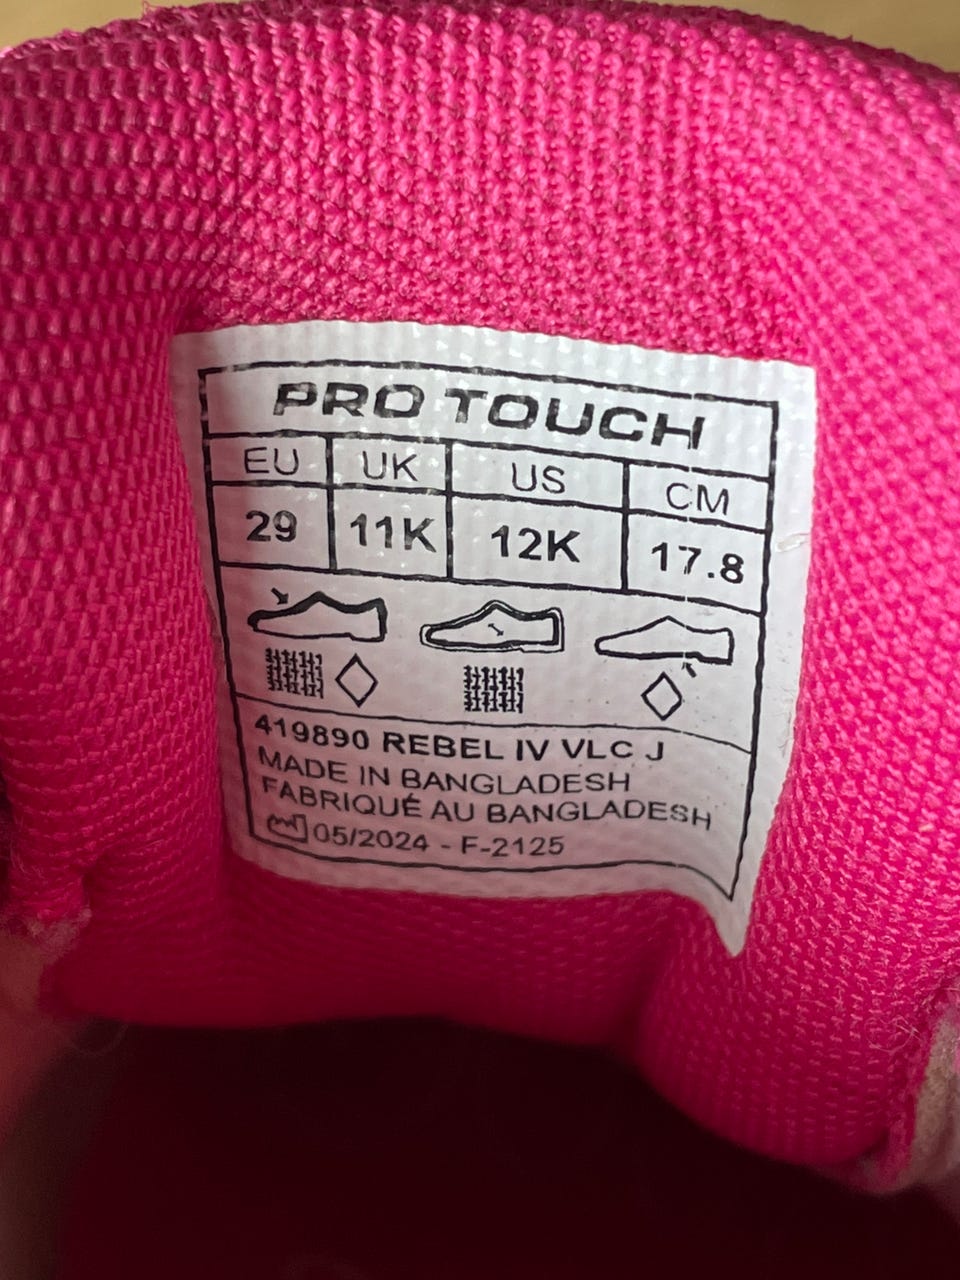 PRO TOUCH
EU UK US CM
29 11K 12K 17.8
419890 REBEL IV VLC J
MADE IN BANGLADESH
FABRIQUÉ AU BANGLADESH
05/2024 - F-2125